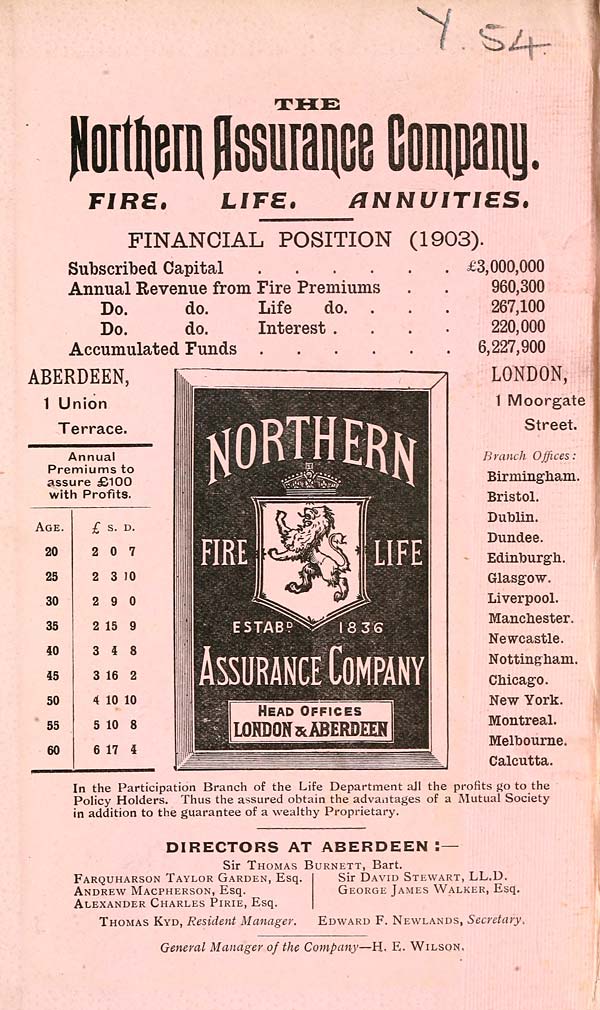 Y. 54
THE
Northern Assurance Company.
FIRE. LIFE. ANNUITIES.
FINANCIAL POSITION (1903).
Subscribed Capital . . . . . . £3,000,000
Annual Revenue from Fire Premiums . . 960,300
Do. do. Life do. . . . 267,100
Do. do. Interest . . . . 220,000
Accumulated Funds . . . . . . 6,227,900
ABERDEEN,
1 Union
Terrace.
Annual
Premiums to
assure £100
with Profits.
AGE. £ S. D.
20 2 0 7
25 2 3 10
30 2 9 0
35 2 15 9
40 3 4 8
45 3 16 2
50 4 10 10
55 5 10 8
60 6 17 4
NORTHERN
FIRE LIFE
ESTABD 1836
ASSURANCE COMPANY
HEAD OFFICES
LONDON & ABERDEEN
LONDON,
1 Moorgate
Street.
Branch Offices:
Birmingham.
Bristol.
Dublin.
Dundee.
Edinburgh.
Glasgow.
Liverpool.
Manchester.
Newcastle.
Nottingham.
Chicago.
New York.
Montreal.
Melbourne.
Calcutta.
In the Participation Branch of the Life Department all the profits go to the
Policy Holders. Thus the assured obtain the advantages of a Mutual Society
in addition to the guarantee of a wealthy Proprietary.
DIRECTORS AT ABERDEEN:—
Sir THOMAS BURNETT, Bart.
FARQUHARSON TAYLOR GARDEN, Esq.
ANDREW MACPHERSON, Esq.
ALEXANDER CHARLES PIRIE, Esq.
Sir DAVID STEWART, LL.D.
GEORGE JAMES WALKER, Esq.
THOMAS KYD, Resident Manager. EDWARD F. NEWLANDS, Secretary.
General Manager of the Company—H. E. WILSON.